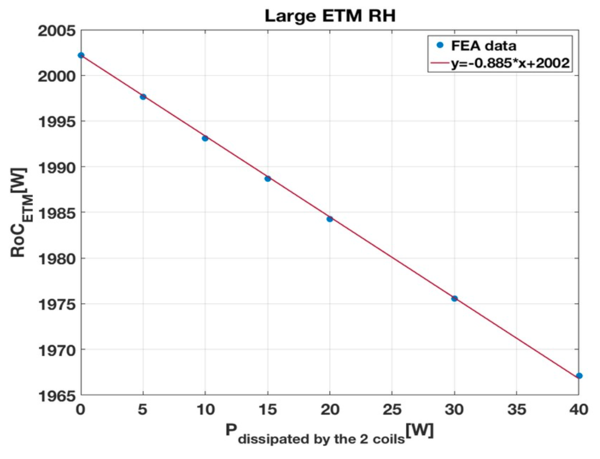 Large ETM RH
2005
2000
1995
1990
1985
1980
1975
1970
1965
RoC_ETM[W]
FEA data
y=-0.885*x+2002
0 5 10 15 20 25 30 35 40
P_dissipated by the 2 coils[W]